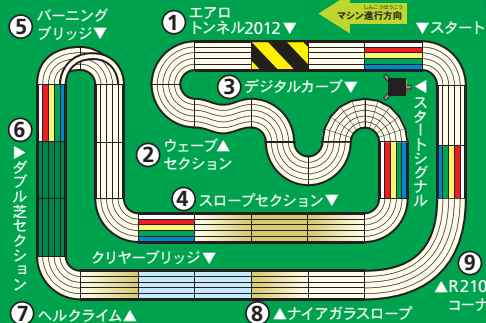 ⑤ バーニング
ブリッジ▼
① エアロ
トンネル2012▼
しんこうほうこう
マシン進行方向
▼スタート
③ デジタルカーブ▼
▲スタートシグナル
② ウェーブ▲
セクション
⑥ ▲ダブル芝セクション
④ スロープセクション▼
クリヤーブリッジ▼
⑨
▲R210
コーナ
⑦ ヘルクライム▲
⑧ ▲ナイアガラスロープ